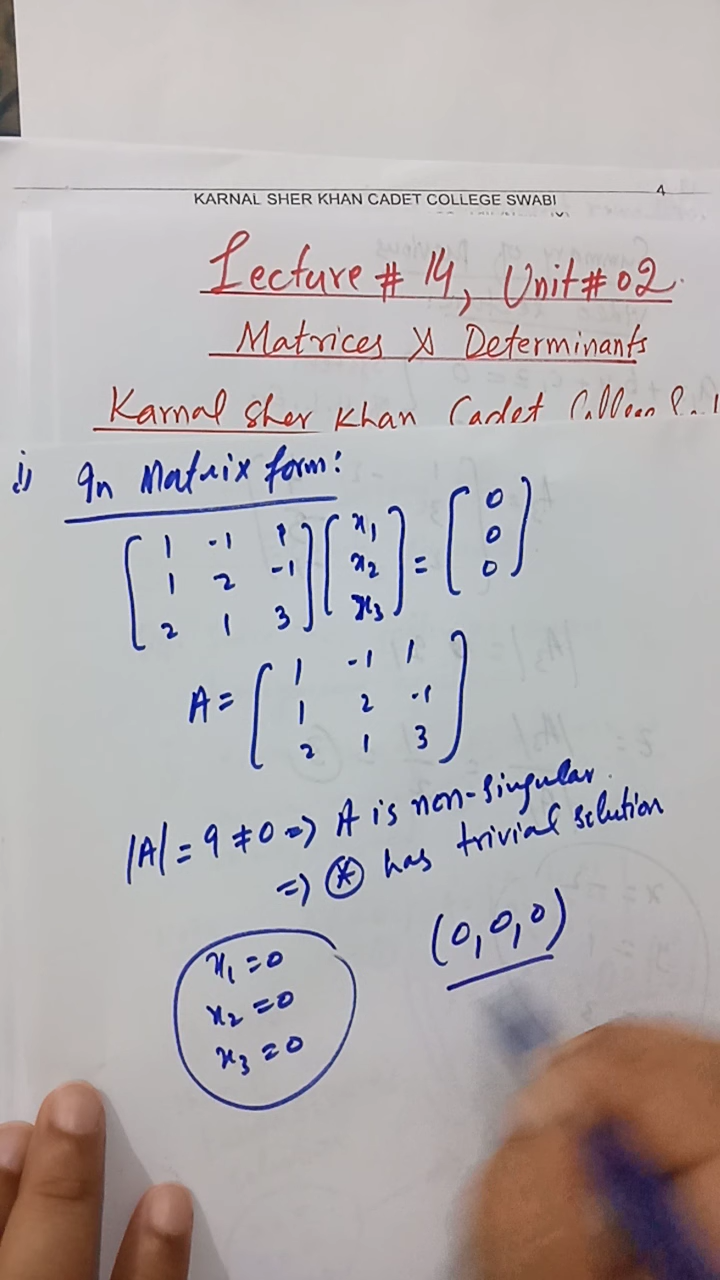 4
KARNAL SHER KHAN CADET COLLEGE SWABI
Lecture # 14, Unit # 02.
Matrices & Determinants
Karnal Sher Khan Cadet
i) In Matrix form:
[1 -1 1; 1 2 -1; 2 1 3] [x₁; x₂; x₃] = [0; 0; 0]
A = [1 -1 1; 1 2 -1; 2 1 3]
|A| = 9 ≠ 0 => A is non-singular.
=> (*) has trivial solution
(0,0,0)
x₁ = 0
x₂ = 0
x₃ = 0